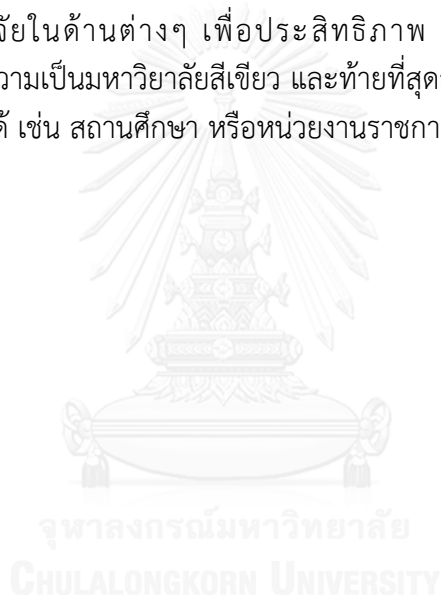 จัยในด้านต่างๆ เพื่อประสิทธิภาพ
วามเป็นมหาวิยาลัยสีเขียว และท้ายที่สุด
ด้ เช่น สถานศึกษา หรือหน่วยงานราชกา
จุฬาลงกรณ์มหาวิทยาลัย
CHULALONGKORN UNIVERSITY